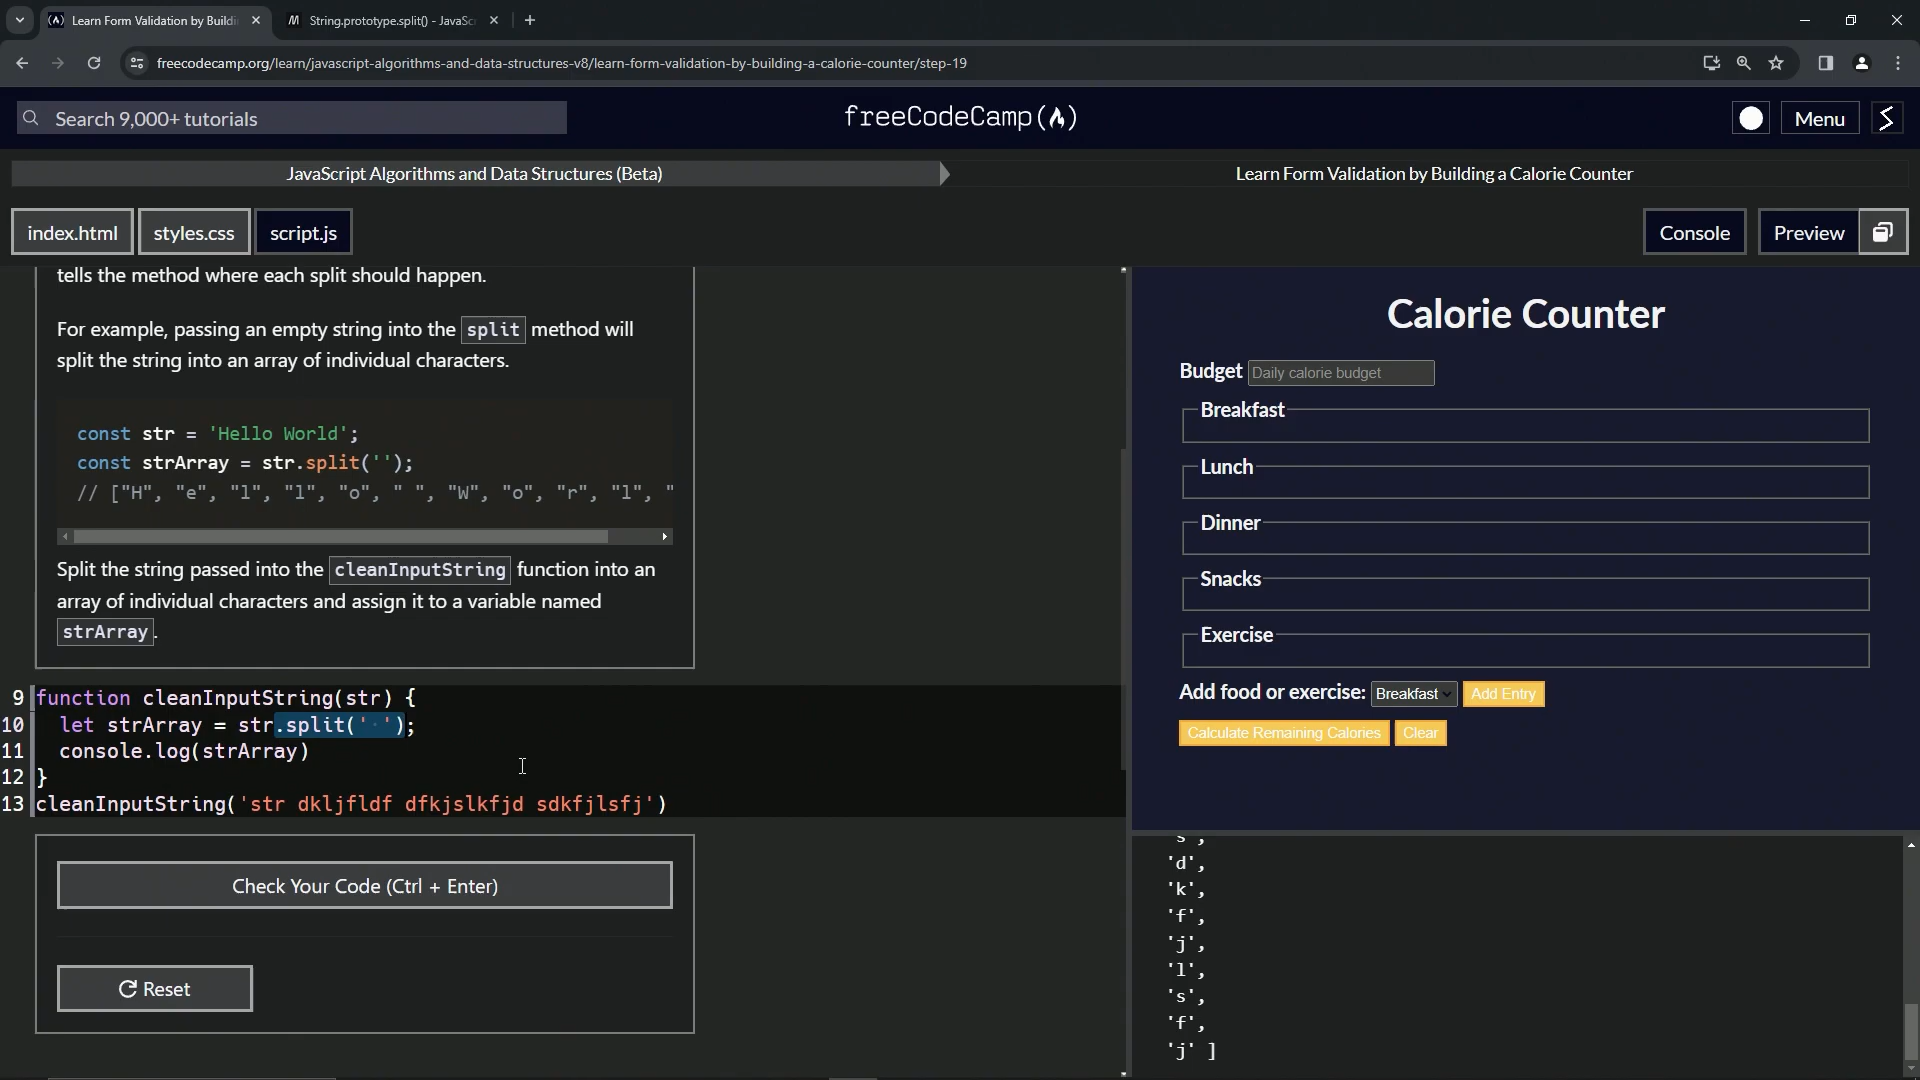 Learn Form Validation by Buildi
String.prototype.split() - JavaSc
freecodecamp.org/learn/javascript-algorithms-and-data-structures-v8/learn-form-validation-by-building-a-calorie-counter/step-19
Search 9,000+ tutorials
freeCodeCamp(🔥)
Menu
JavaScript Algorithms and Data Structures (Beta)
Learn Form Validation by Building a Calorie Counter
index.html
styles.css
script.js
Console
Preview
tells the method where each split should happen.
For example, passing an empty string into the split method will
split the string into an array of individual characters.
const str = 'Hello World';
const strArray = str.split('');
// ["H", "e", "l", "l", "o", " ", "W", "o", "r", "l", "
Split the string passed into the cleanInputString function into an
array of individual characters and assign it to a variable named
strArray.
9 function cleanInputString(str) {
10 let strArray = str.split(' ');
11 console.log(strArray)
12 }
13 cleanInputString('str dkljfldf dfkjslkfjd sdkfjlsfj')
Check Your Code (Ctrl + Enter)
Reset
Calorie Counter
Budget Daily calorie budget
Breakfast
Lunch
Dinner
Snacks
Exercise
Add food or exercise: Breakfast Add Entry
Calculate Remaining Calories Clear
's',
'd',
'k',
'f',
'j',
'l',
's',
'f',
'j' ]